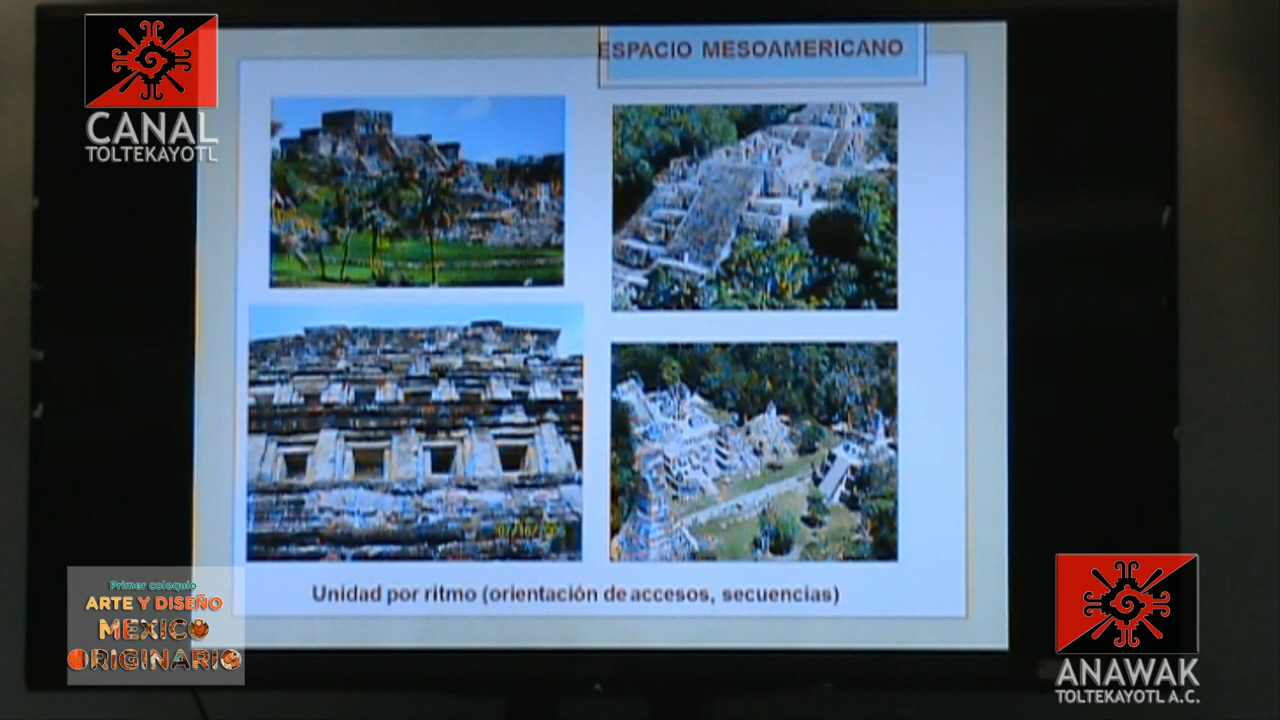 CANAL
TOLTEKAYOTL
ESPACIO MESOAMERICANO
Unidad por ritmo (orientación de accesos, secuencias)
Primer coloquio
ARTE Y DISEÑO
MEXICO
ORIGINARIO
ANAWAK
TOLTEKAYOTL A.C.